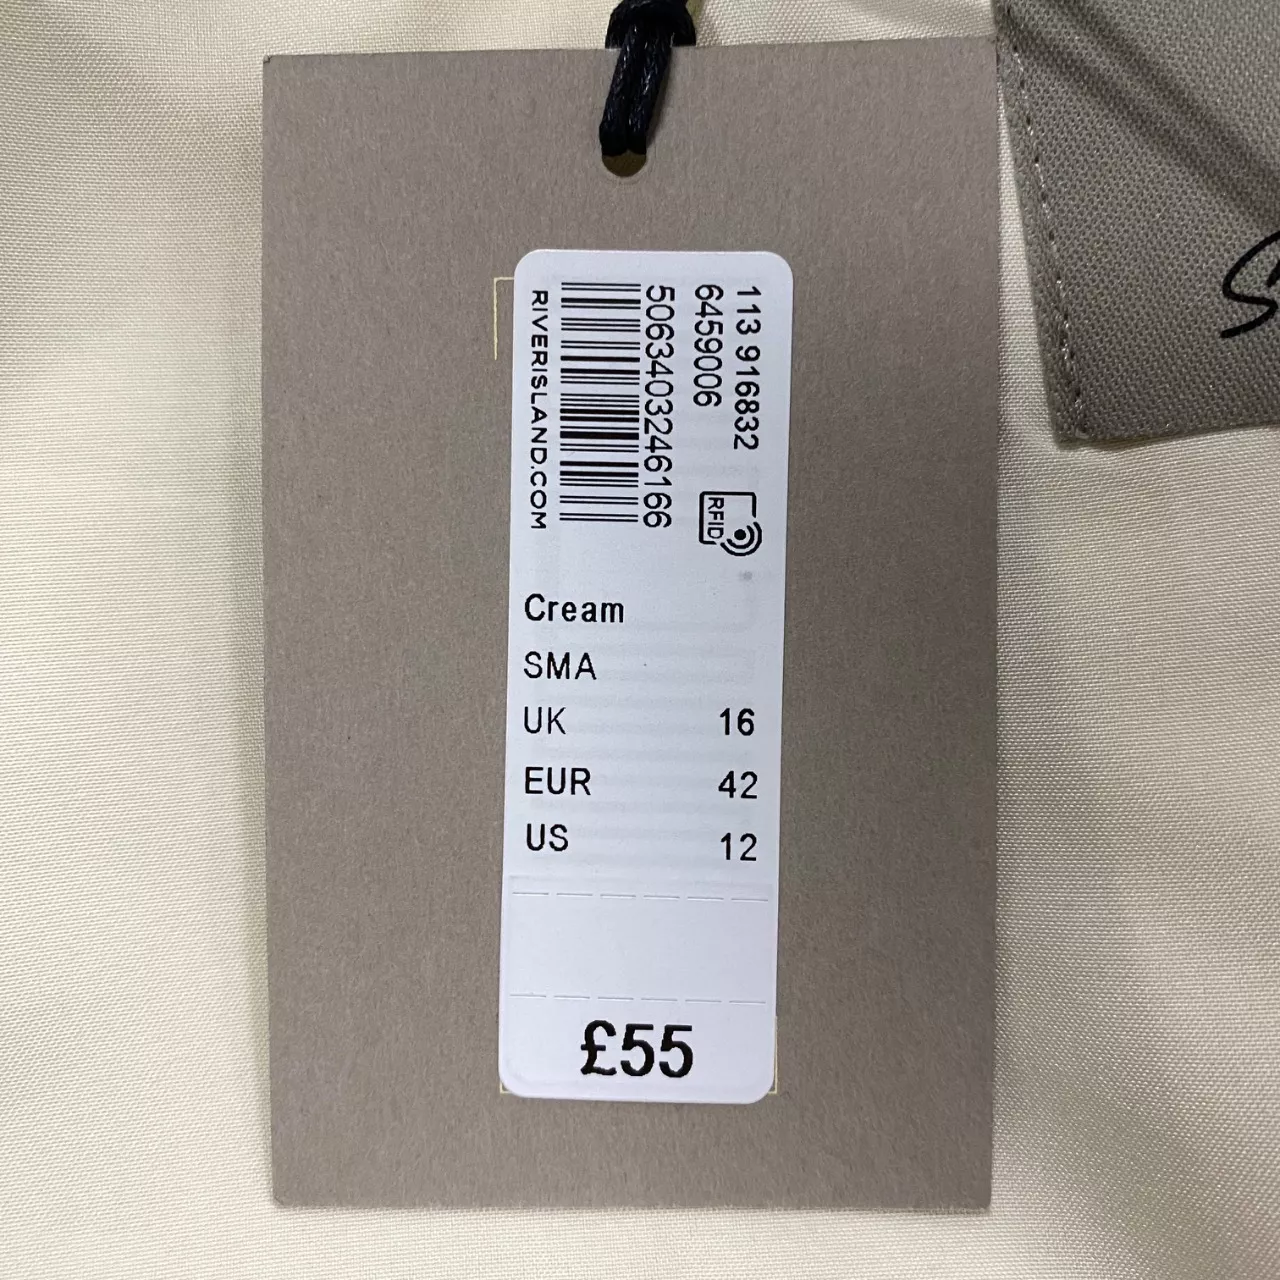 113 916832
6459006
RFID
5063403246166
RIVERISLAND.COM
Cream
SMA
UK 16
EUR 42
US 12
£55